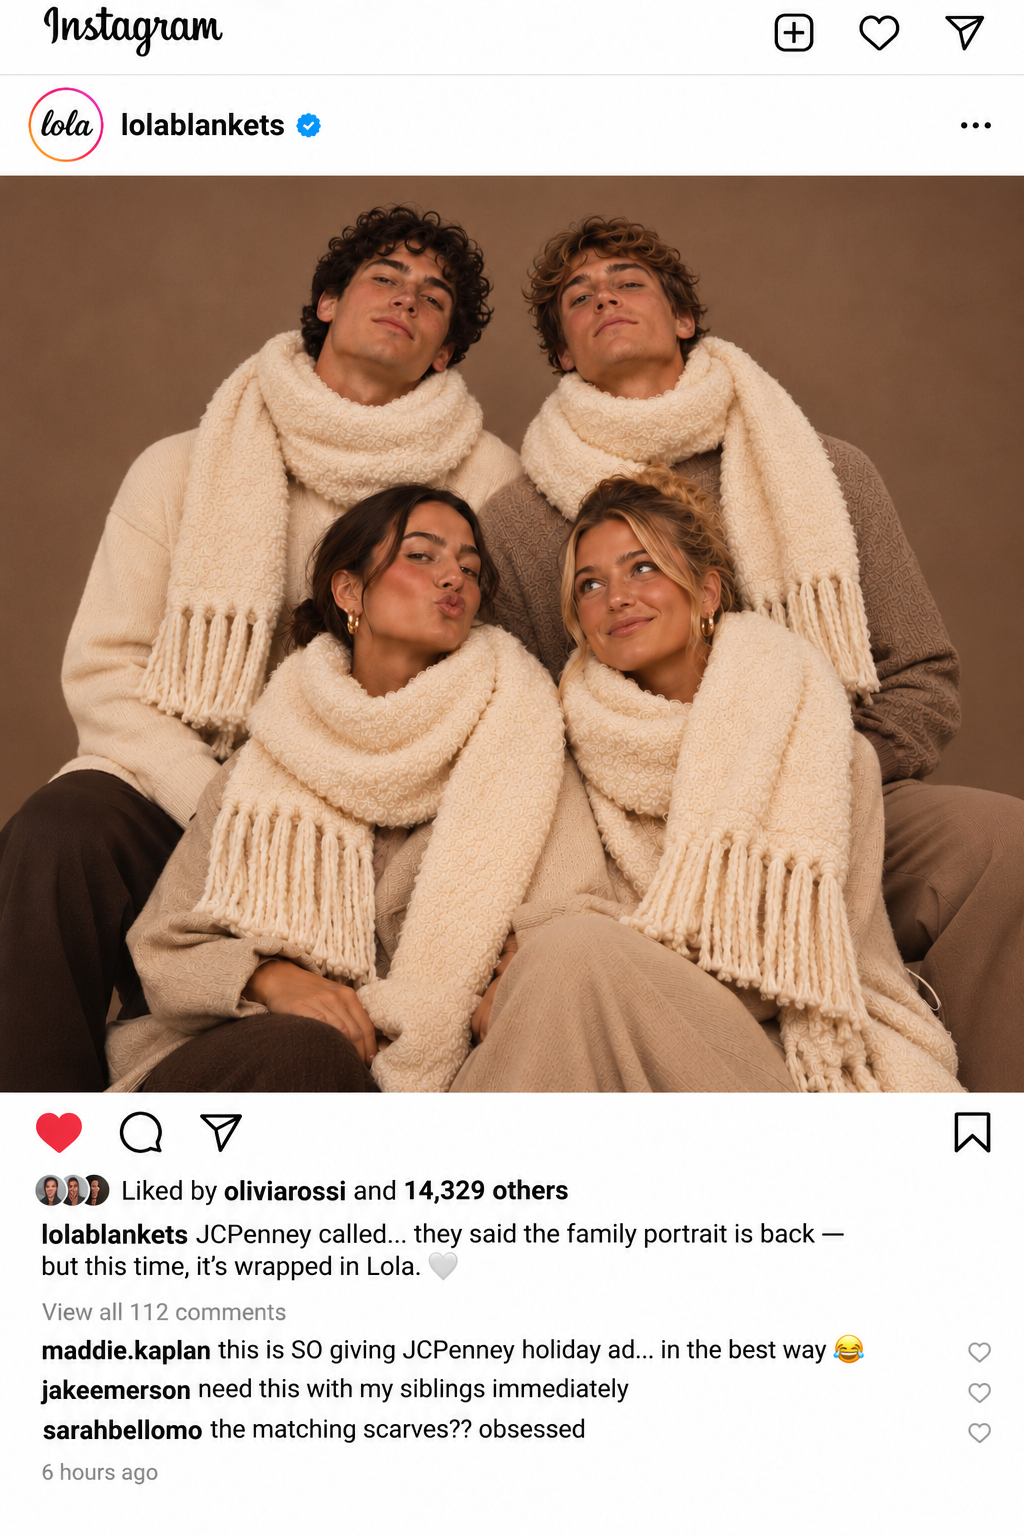 Instagram
lola lolablankets
Liked by oliviarossi and 14,329 others
lolablankets JCPenney called... they said the family portrait is back —
but this time, it’s wrapped in Lola. 🤍
View all 112 comments
maddie.kaplan this is SO giving JCPenney holiday ad... in the best way 😂
jakeemerson need this with my siblings immediately
sarahbellomo the matching scarves?? obsessed
6 hours ago